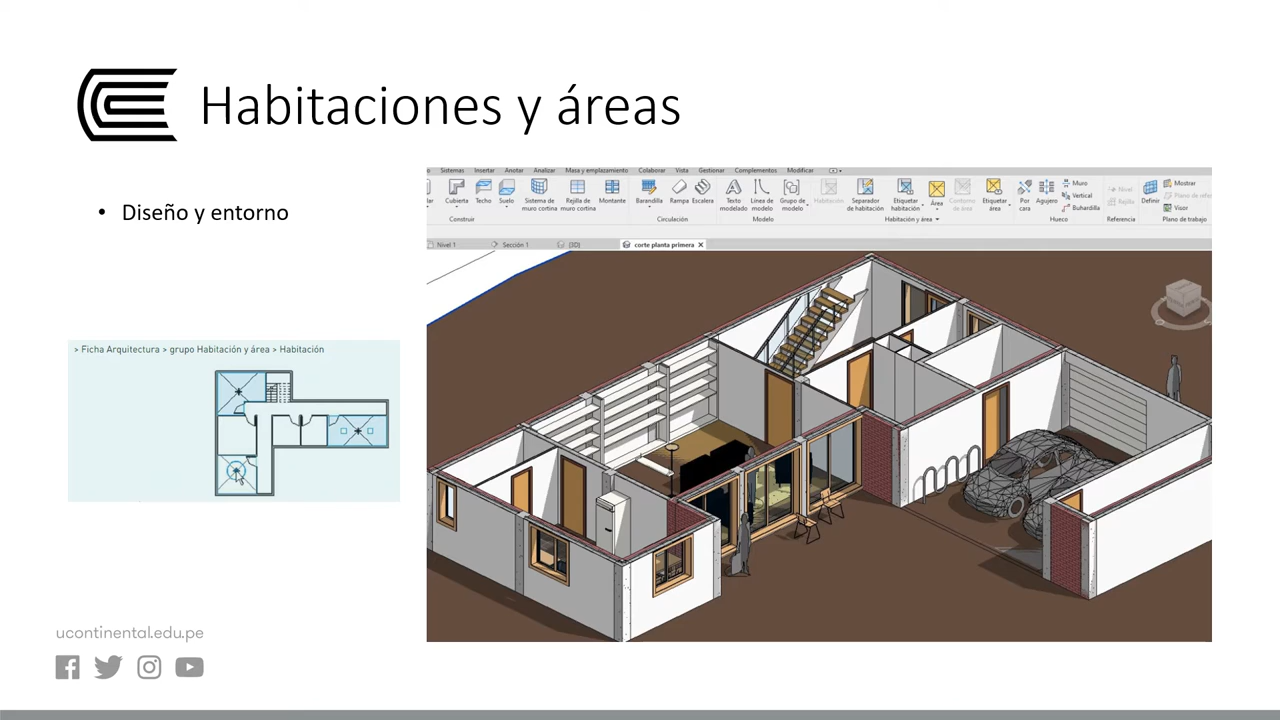 Habitaciones y áreas
• Diseño y entorno
Sistemas Insertar Anotar Analizar Masa y emplazamiento Colaborar Vista Gestionar Complementos Modificar
Cubierta Techo Suelo Sistema de muro cortina Rejilla de muro cortina Montante
Construir
Barandilla Rampa Escalera
Circulación
Texto modelado Líneas de modelo Grupo de modelo
Modelo
Habitación Separador de habitación Etiquetar habitación Área Contorno de área Etiquetar área
Habitación y área
Por cara Agujero Muro Vertical Buhardilla
Hueco
Nivel Rejilla
Referencia
Definir Mostrar Plano de refer Visor
Plano de trabajo
Nivel 1 Sección 1 {3D} corte planta primera
> Ficha Arquitectura > grupo Habitación y área > Habitación
ucontinental.edu.pe